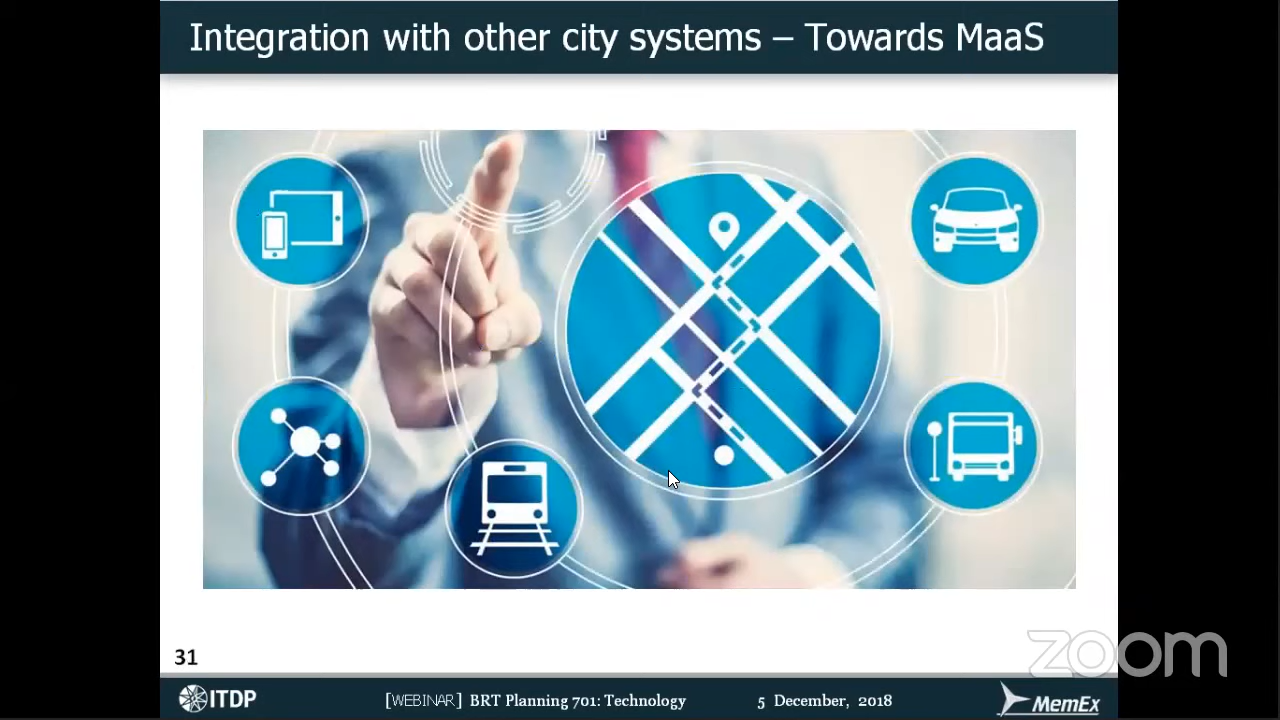 Integration with other city systems – Towards MaaS
31
zoom
ITDP
[WEBINAR] BRT Planning 701: Technology
5 December, 2018
MemEx